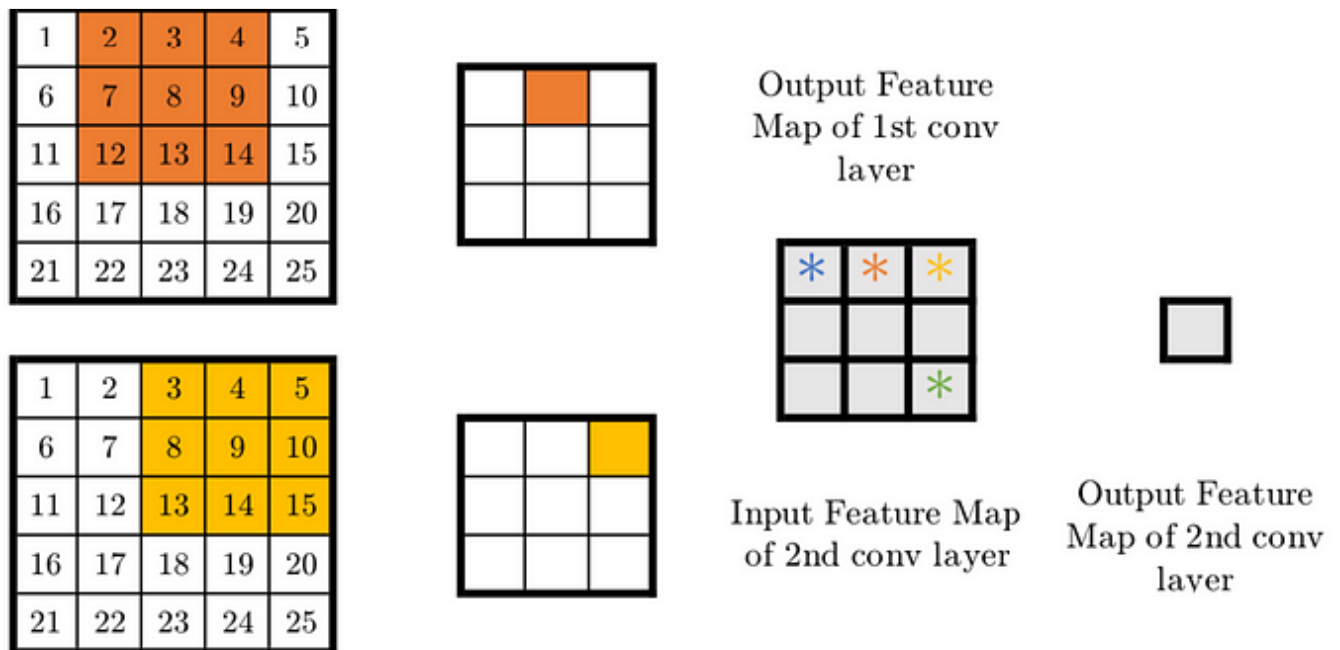 1 2 3 4 5
6 7 8 9 10
11 12 13 14 15
16 17 18 19 20
21 22 23 24 25
Output Feature
Map of 1st conv
layer
* * *
*
1 2 3 4 5
6 7 8 9 10
11 12 13 14 15
16 17 18 19 20
21 22 23 24 25
Input Feature Map
of 2nd conv layer
Output Feature
Map of 2nd conv
layer